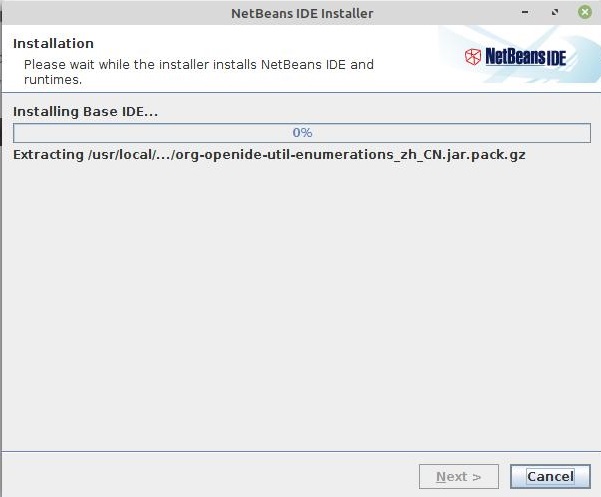 NetBeans IDE Installer
Installation
Please wait while the installer installs NetBeans IDE and
runtimes.
NetBeans IDE
Installing Base IDE...
0%
Extracting /usr/local/.../org-openide-util-enumerations_zh_CN.jar.pack.gz
Next >
Cancel